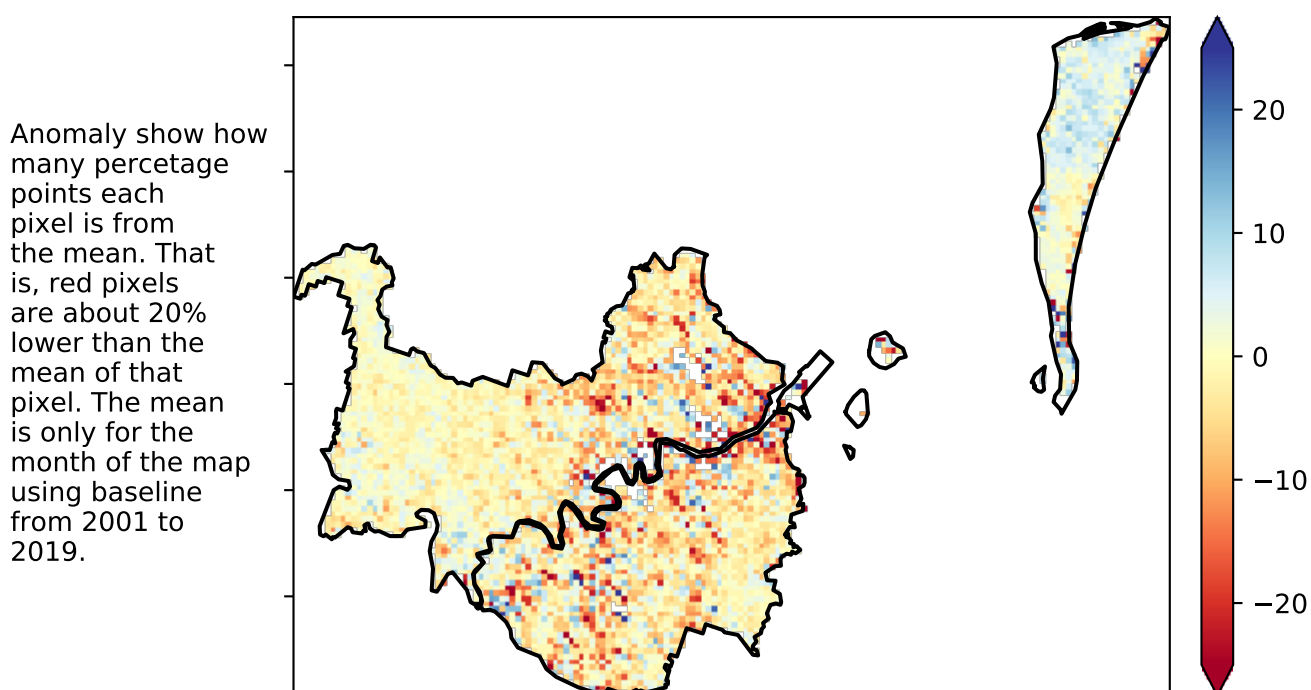 Anomaly show how
many percetage
points each
pixel is from
the mean. That
is, red pixels
are about 20%
lower than the
mean of that
pixel. The mean
is only for the
month of the map
using baseline
from 2001 to
2019.
20
10
0
−10
−20